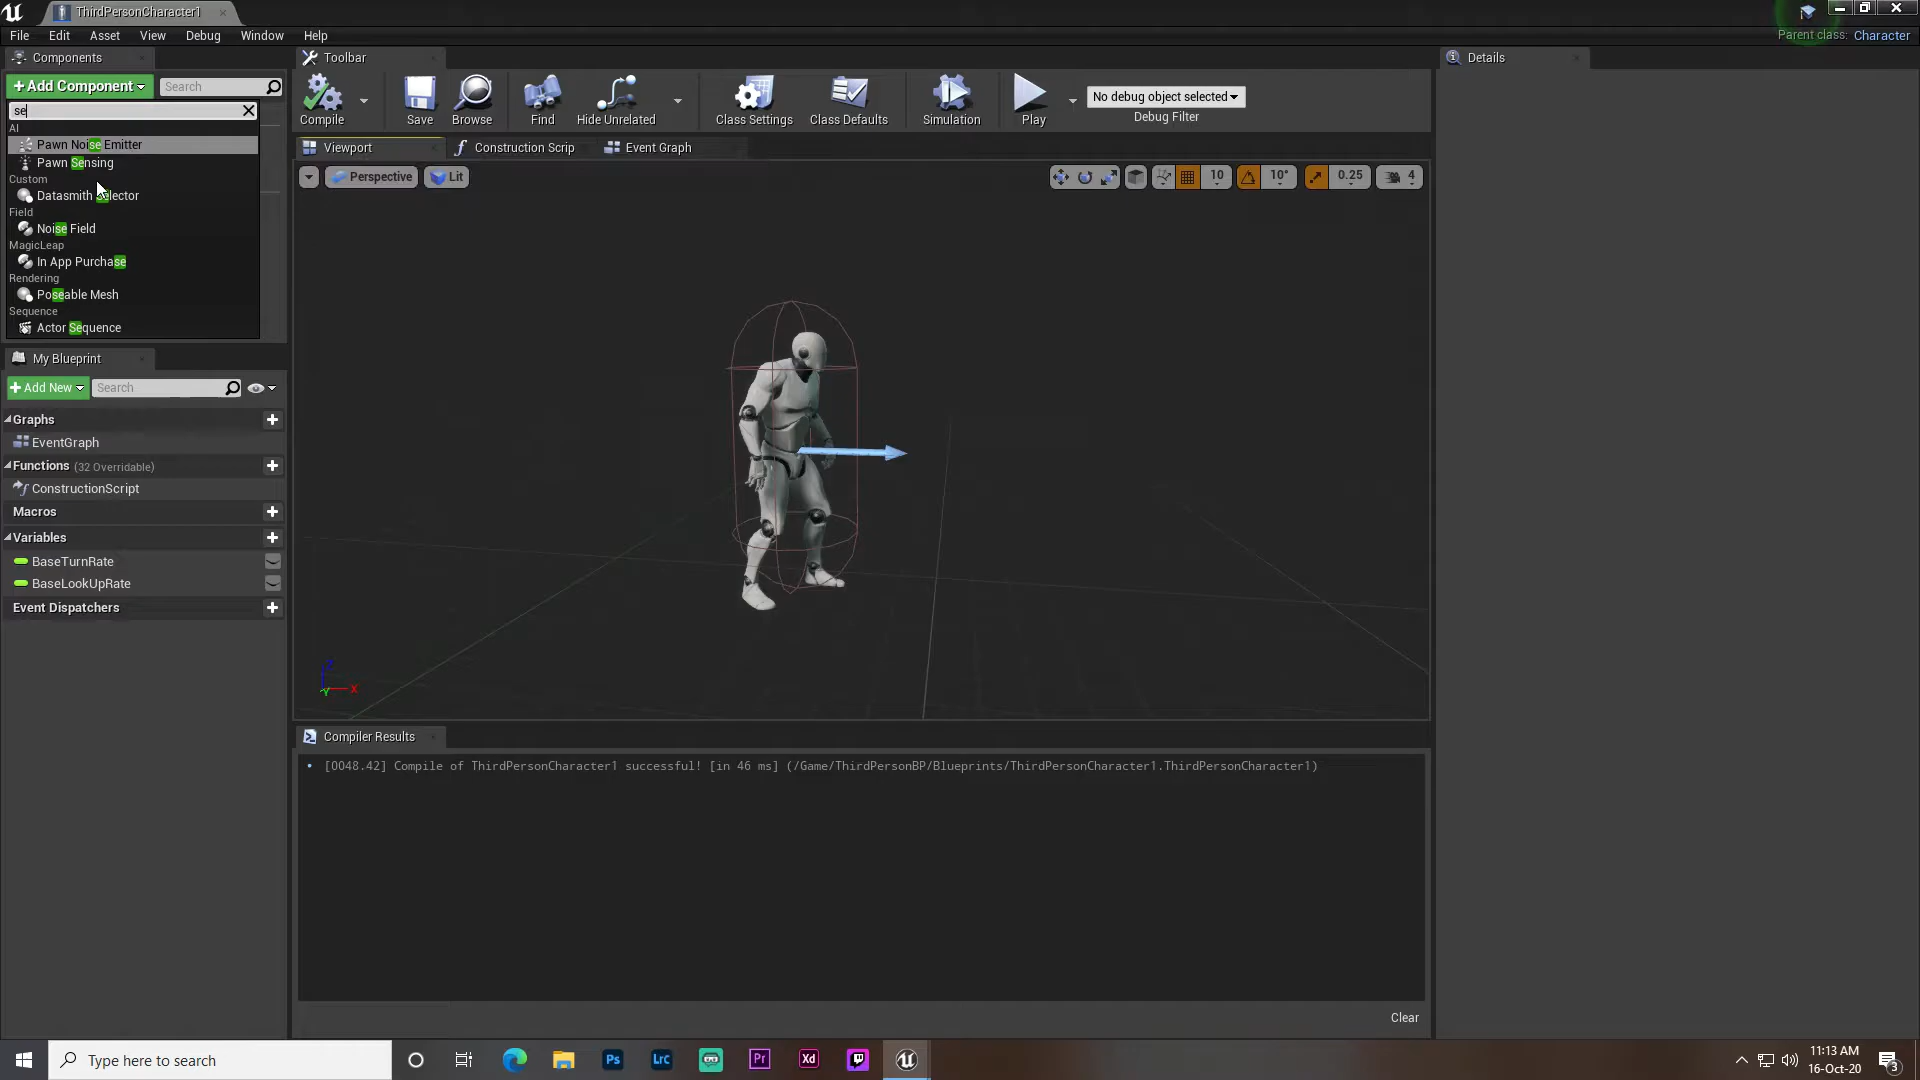 ThirdPersonCharacter1
File Edit Asset View Debug Window Help
Parent class: Character
Components
Toolbar
Details
+Add Component
Search
se
AI
Pawn Noise Emitter
Pawn Sensing
Custom
Datasmith Selector
Field
Noise Field
MagicLeap
In App Purchase
Rendering
Poseable Mesh
Sequence
Actor Sequence
Compile
Save
Browse
Find
Hide Unrelated
Class Settings
Class Defaults
Simulation
Play
No debug object selected
Debug Filter
Viewport
Construction Scrip
Event Graph
Perspective
Lit
10
10°
0.25
4
My Blueprint
+Add New
Search
Graphs
EventGraph
Functions (32 Overridable)
ConstructionScript
Macros
Variables
BaseTurnRate
BaseLookUpRate
Event Dispatchers
Z
Y
X
Compiler Results
• [0048.42] Compile of ThirdPersonCharacter1 successful! [in 46 ms] (/Game/ThirdPersonBP/Blueprints/ThirdPersonCharacter1.ThirdPersonCharacter1)
Clear
Type here to search
Ps
Lrc
Pr
Xd
11:13 AM
16-Oct-20
3